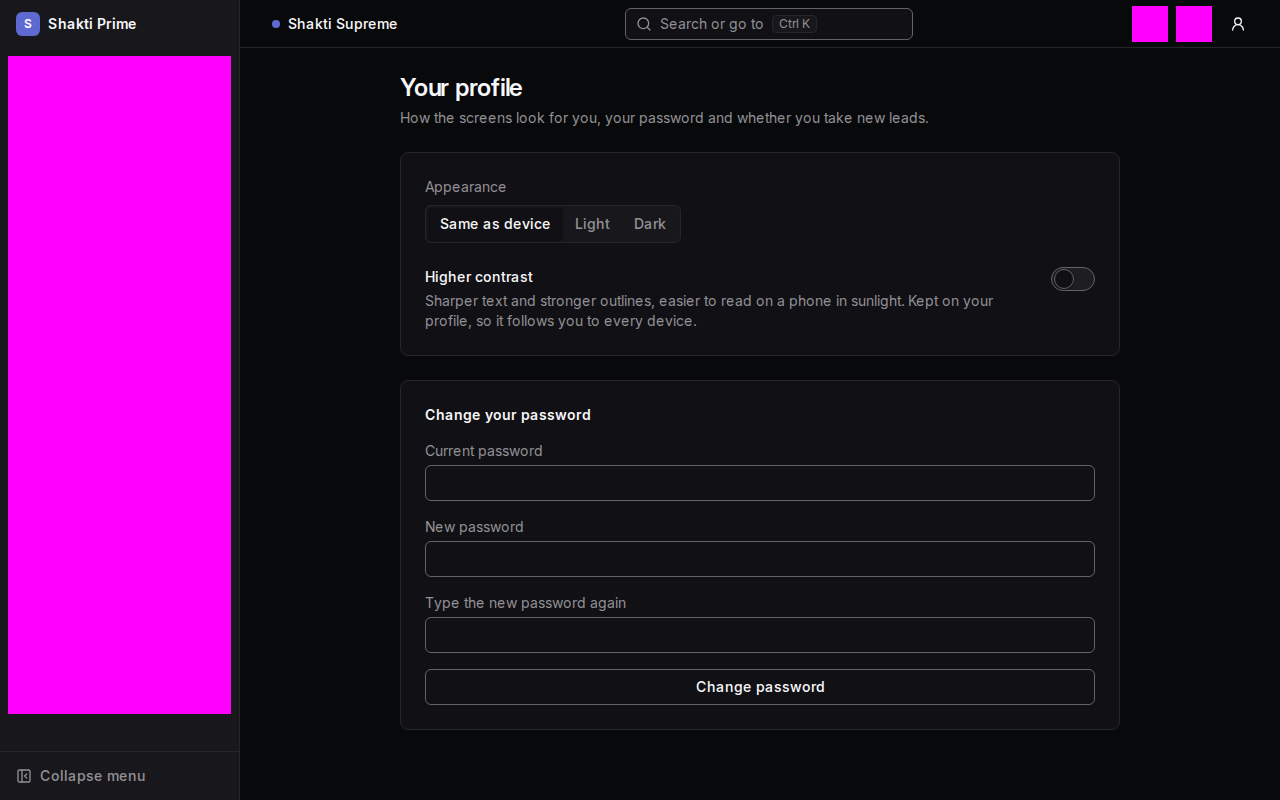 S Shakti Prime
Shakti Supreme
Search or go to Ctrl K
Your profile
How the screens look for you, your password and whether you take new leads.
Appearance
Same as device Light Dark
Higher contrast
Sharper text and stronger outlines, easier to read on a phone in sunlight. Kept on your
profile, so it follows you to every device.
Change your password
Current password
New password
Type the new password again
Change password
Collapse menu